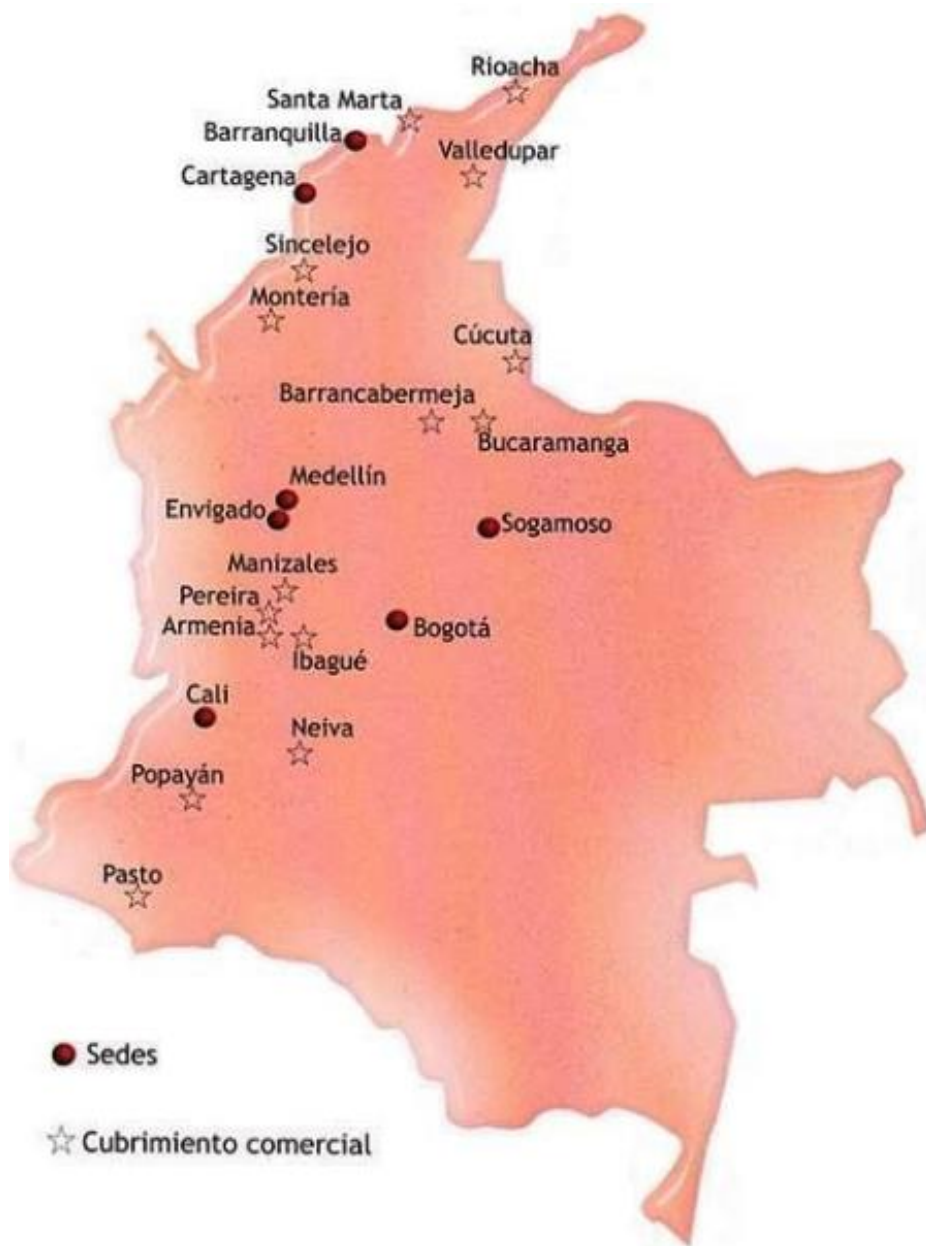 Rioacha
Santa Marta
Barranquilla
Valledupar
Cartagena
Sincelejo
Montería
Cúcuta
Barrancabermeja
Bucaramanga
Medellín
Envigado
Sogamoso
Manizales
Pereira
Armenia
Bogotá
Ibagué
Cali
Neiva
Popayán
Pasto
Sedes
Cubrimiento comercial